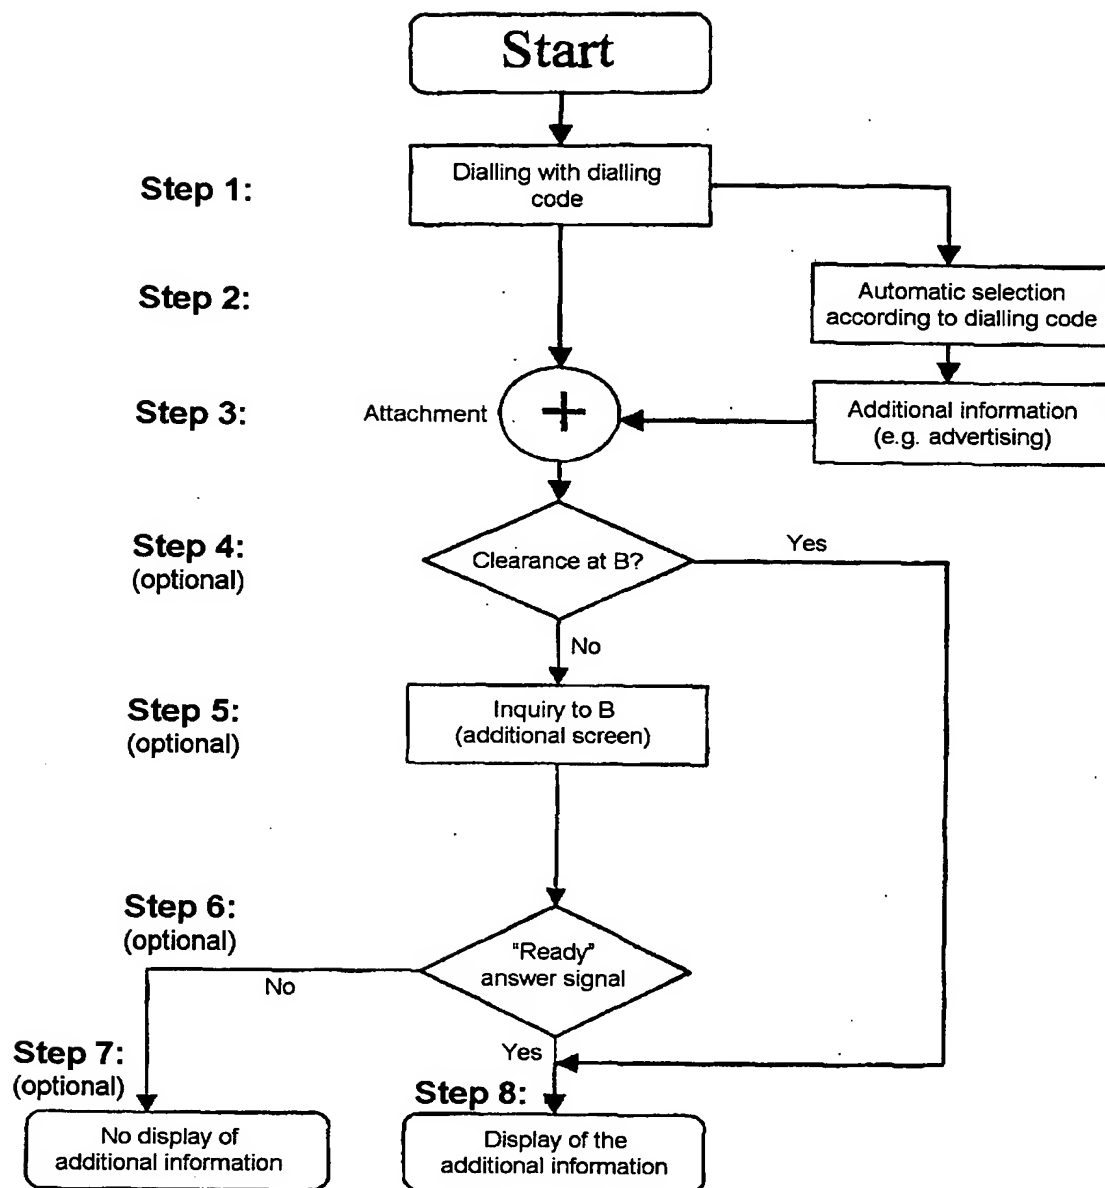 Start
Step 1:
Dialling with dialling
code
Step 2:
Automatic selection
according to dialling code
Step 3:
Attachment
+
Additional information
(e.g. advertising)
Step 4:
(optional)
Clearance at B?
Yes
No
Step 5:
(optional)
Inquiry to B
(additional screen)
Step 6:
(optional)
"Ready"
answer signal
No
Yes
Step 7:
(optional)
No display of
additional information
Step 8:
Display of the
additional information